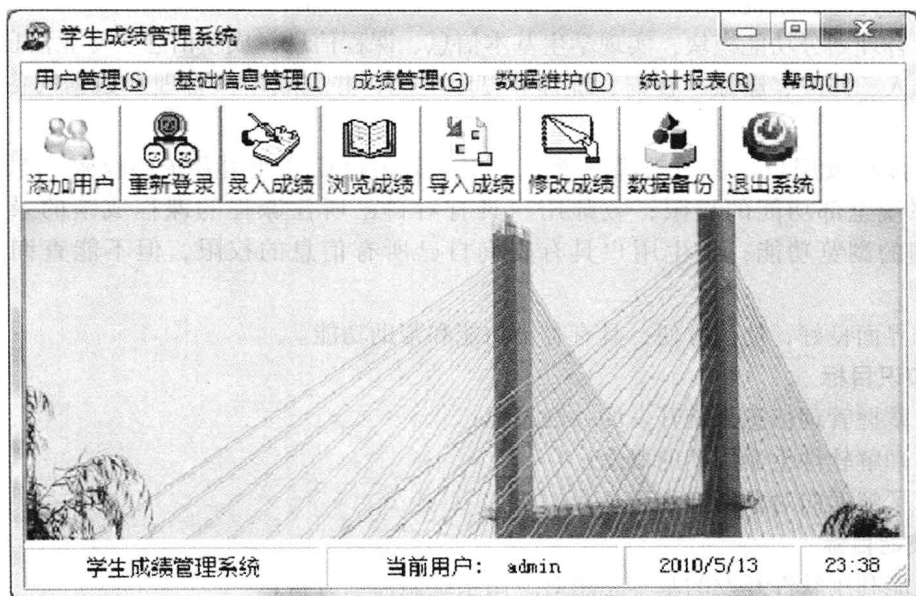 学生成绩管理系统
用户管理(S) 基础信息管理(I) 成绩管理(G) 数据维护(D) 统计报表(R) 帮助(H)
添加用户 重新登录 录入成绩 浏览成绩 导入成绩 修改成绩 数据备份 退出系统
学生成绩管理系统 当前用户: admin 2010/5/13 23:38